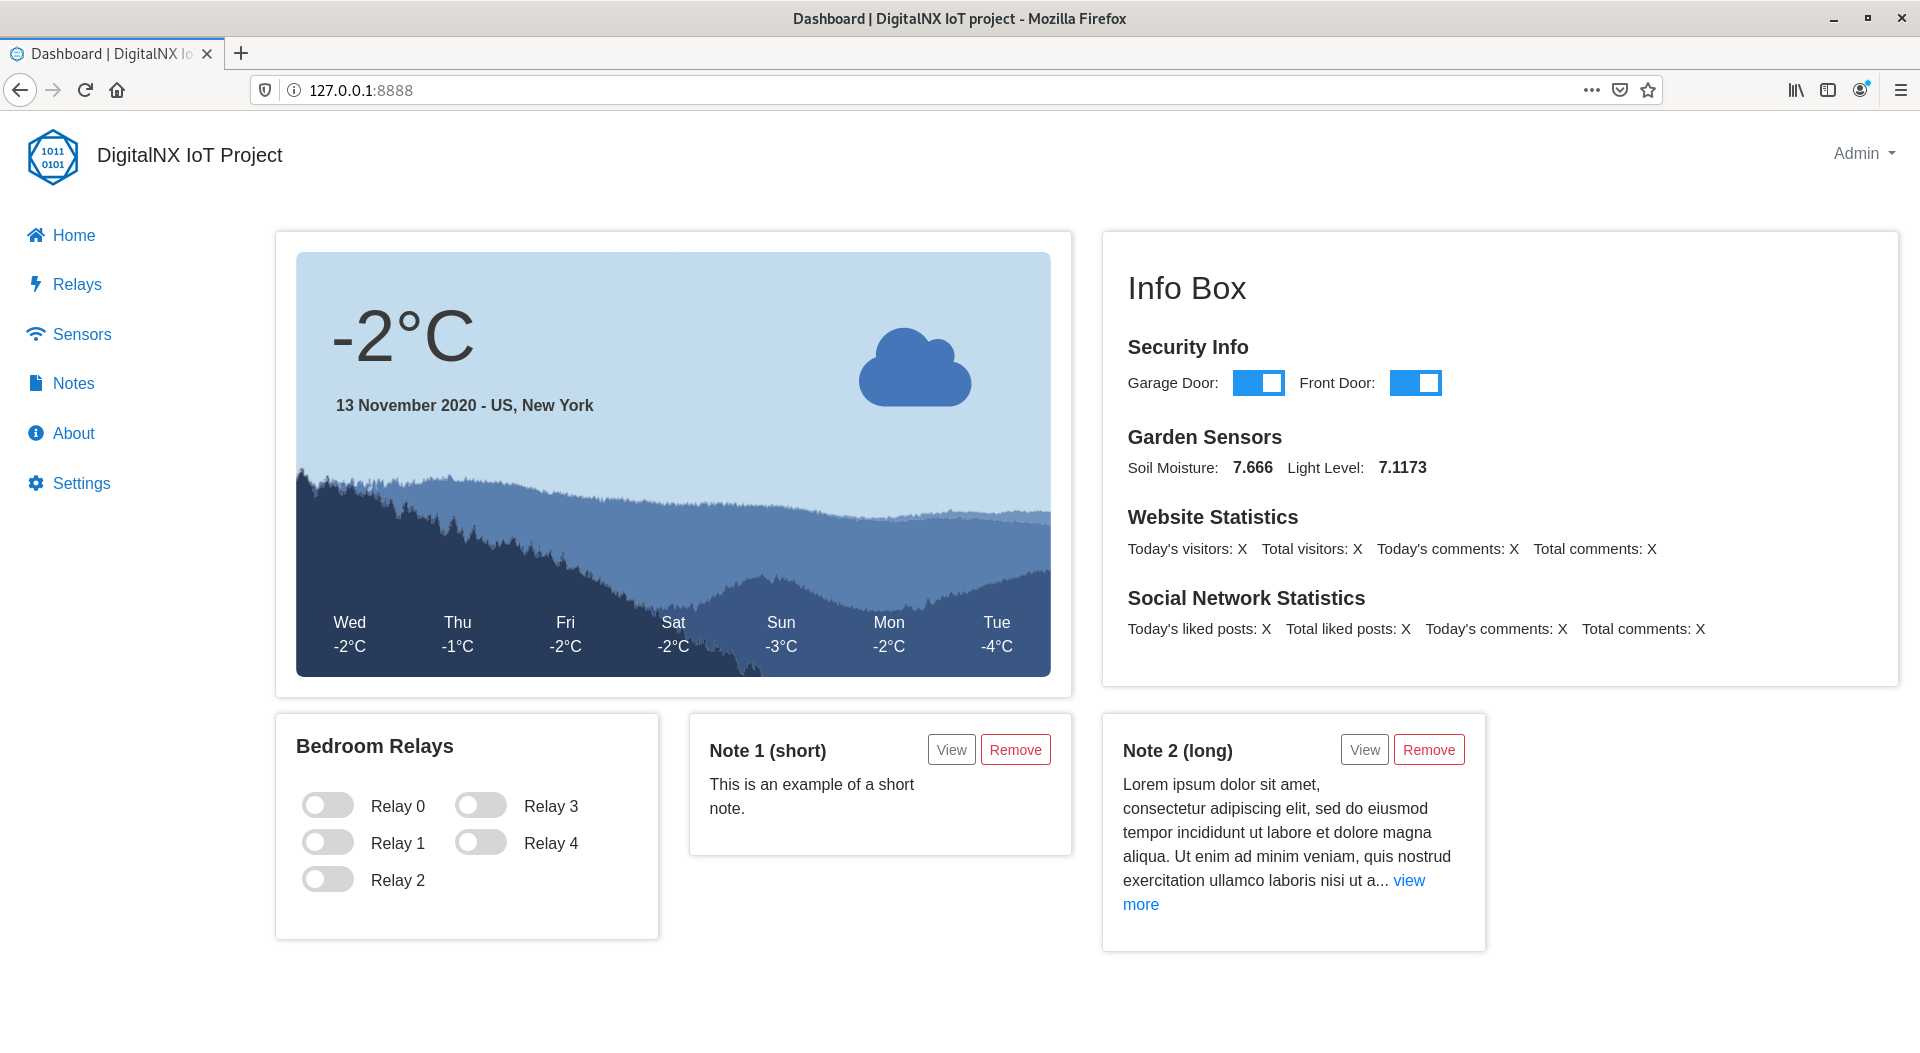 Dashboard | DigitalNX IoT project - Mozilla Firefox
Dashboard | DigitalNX Io
127.0.0.1:8888
1011
0101
DigitalNX IoT Project
Admin
Home
Relays
Sensors
Notes
About
Settings
-2°C
13 November 2020 - US, New York
Wed Thu Fri Sat Sun Mon Tue
-2°C -1°C -2°C -2°C -3°C -2°C -4°C
Info Box
Security Info
Garage Door: Front Door:
Garden Sensors
Soil Moisture: 7.666 Light Level: 7.1173
Website Statistics
Today's visitors: X Total visitors: X Today's comments: X Total comments: X
Social Network Statistics
Today's liked posts: X Total liked posts: X Today's comments: X Total comments: X
Bedroom Relays
Relay 0 Relay 3
Relay 1 Relay 4
Relay 2
Note 1 (short) View Remove
This is an example of a short
note.
Note 2 (long) View Remove
Lorem ipsum dolor sit amet,
consectetur adipiscing elit, sed do eiusmod
tempor incididunt ut labore et dolore magna
aliqua. Ut enim ad minim veniam, quis nostrud
exercitation ullamco laboris nisi ut a... view
more